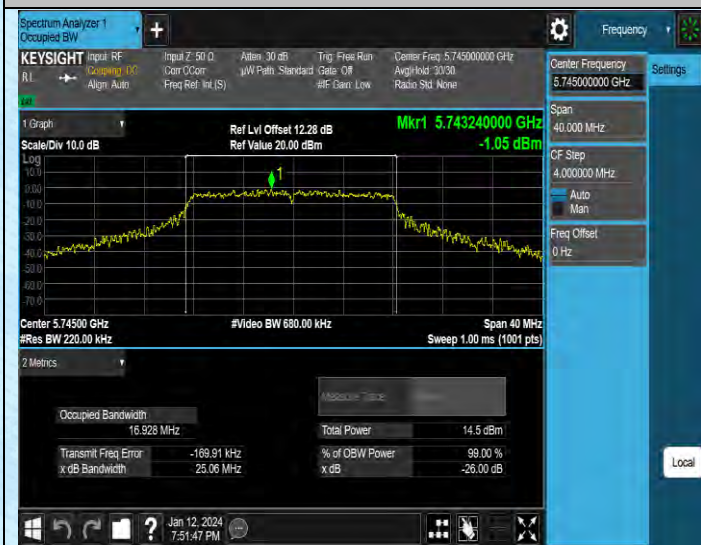 Spectrum Analyzer 1
Occupied BW
+
Frequency
KEYSIGHT
Input: RF
Coupling: DC
Align: Auto
Input Z: 50 Ω
Corr CCorr
Freq Ref: Int (S)
Atten: 30 dB
µW Path: Standard
Trig: Free Run
Gate: Off
#IF Gain: Low
Center Freq: 5.745000000 GHz
Avg|Hold: 30/30
Radio Std: None
1 Graph
Scale/Div 10.0 dB
Ref Lvl Offset 12.28 dB
Ref Value 20.00 dBm
Mkr1 5.743240000 GHz
-1.05 dBm
Log
10.0
0.00
-10.0
-20.0
-30.0
-40.0
-50.0
-60.0
-70.0
1
Center 5.74500 GHz
#Res BW 220.00 kHz
#Video BW 680.00 kHz
Span 40 MHz
Sweep 1.00 ms (1001 pts)
2 Metrics
Measure Trace
Occupied Bandwidth
16.928 MHz
Total Power 14.5 dBm
Transmit Freq Error -169.91 kHz
% of OBW Power 99.00 %
x dB Bandwidth 25.06 MHz
x dB -26.00 dB
Center Frequency
5.745000000 GHz
Settings
Span
40.000 MHz
CF Step
4.000000 MHz
Auto
Man
Freq Offset
0 Hz
Local
?
Jan 12, 2024
7:51:47 PM